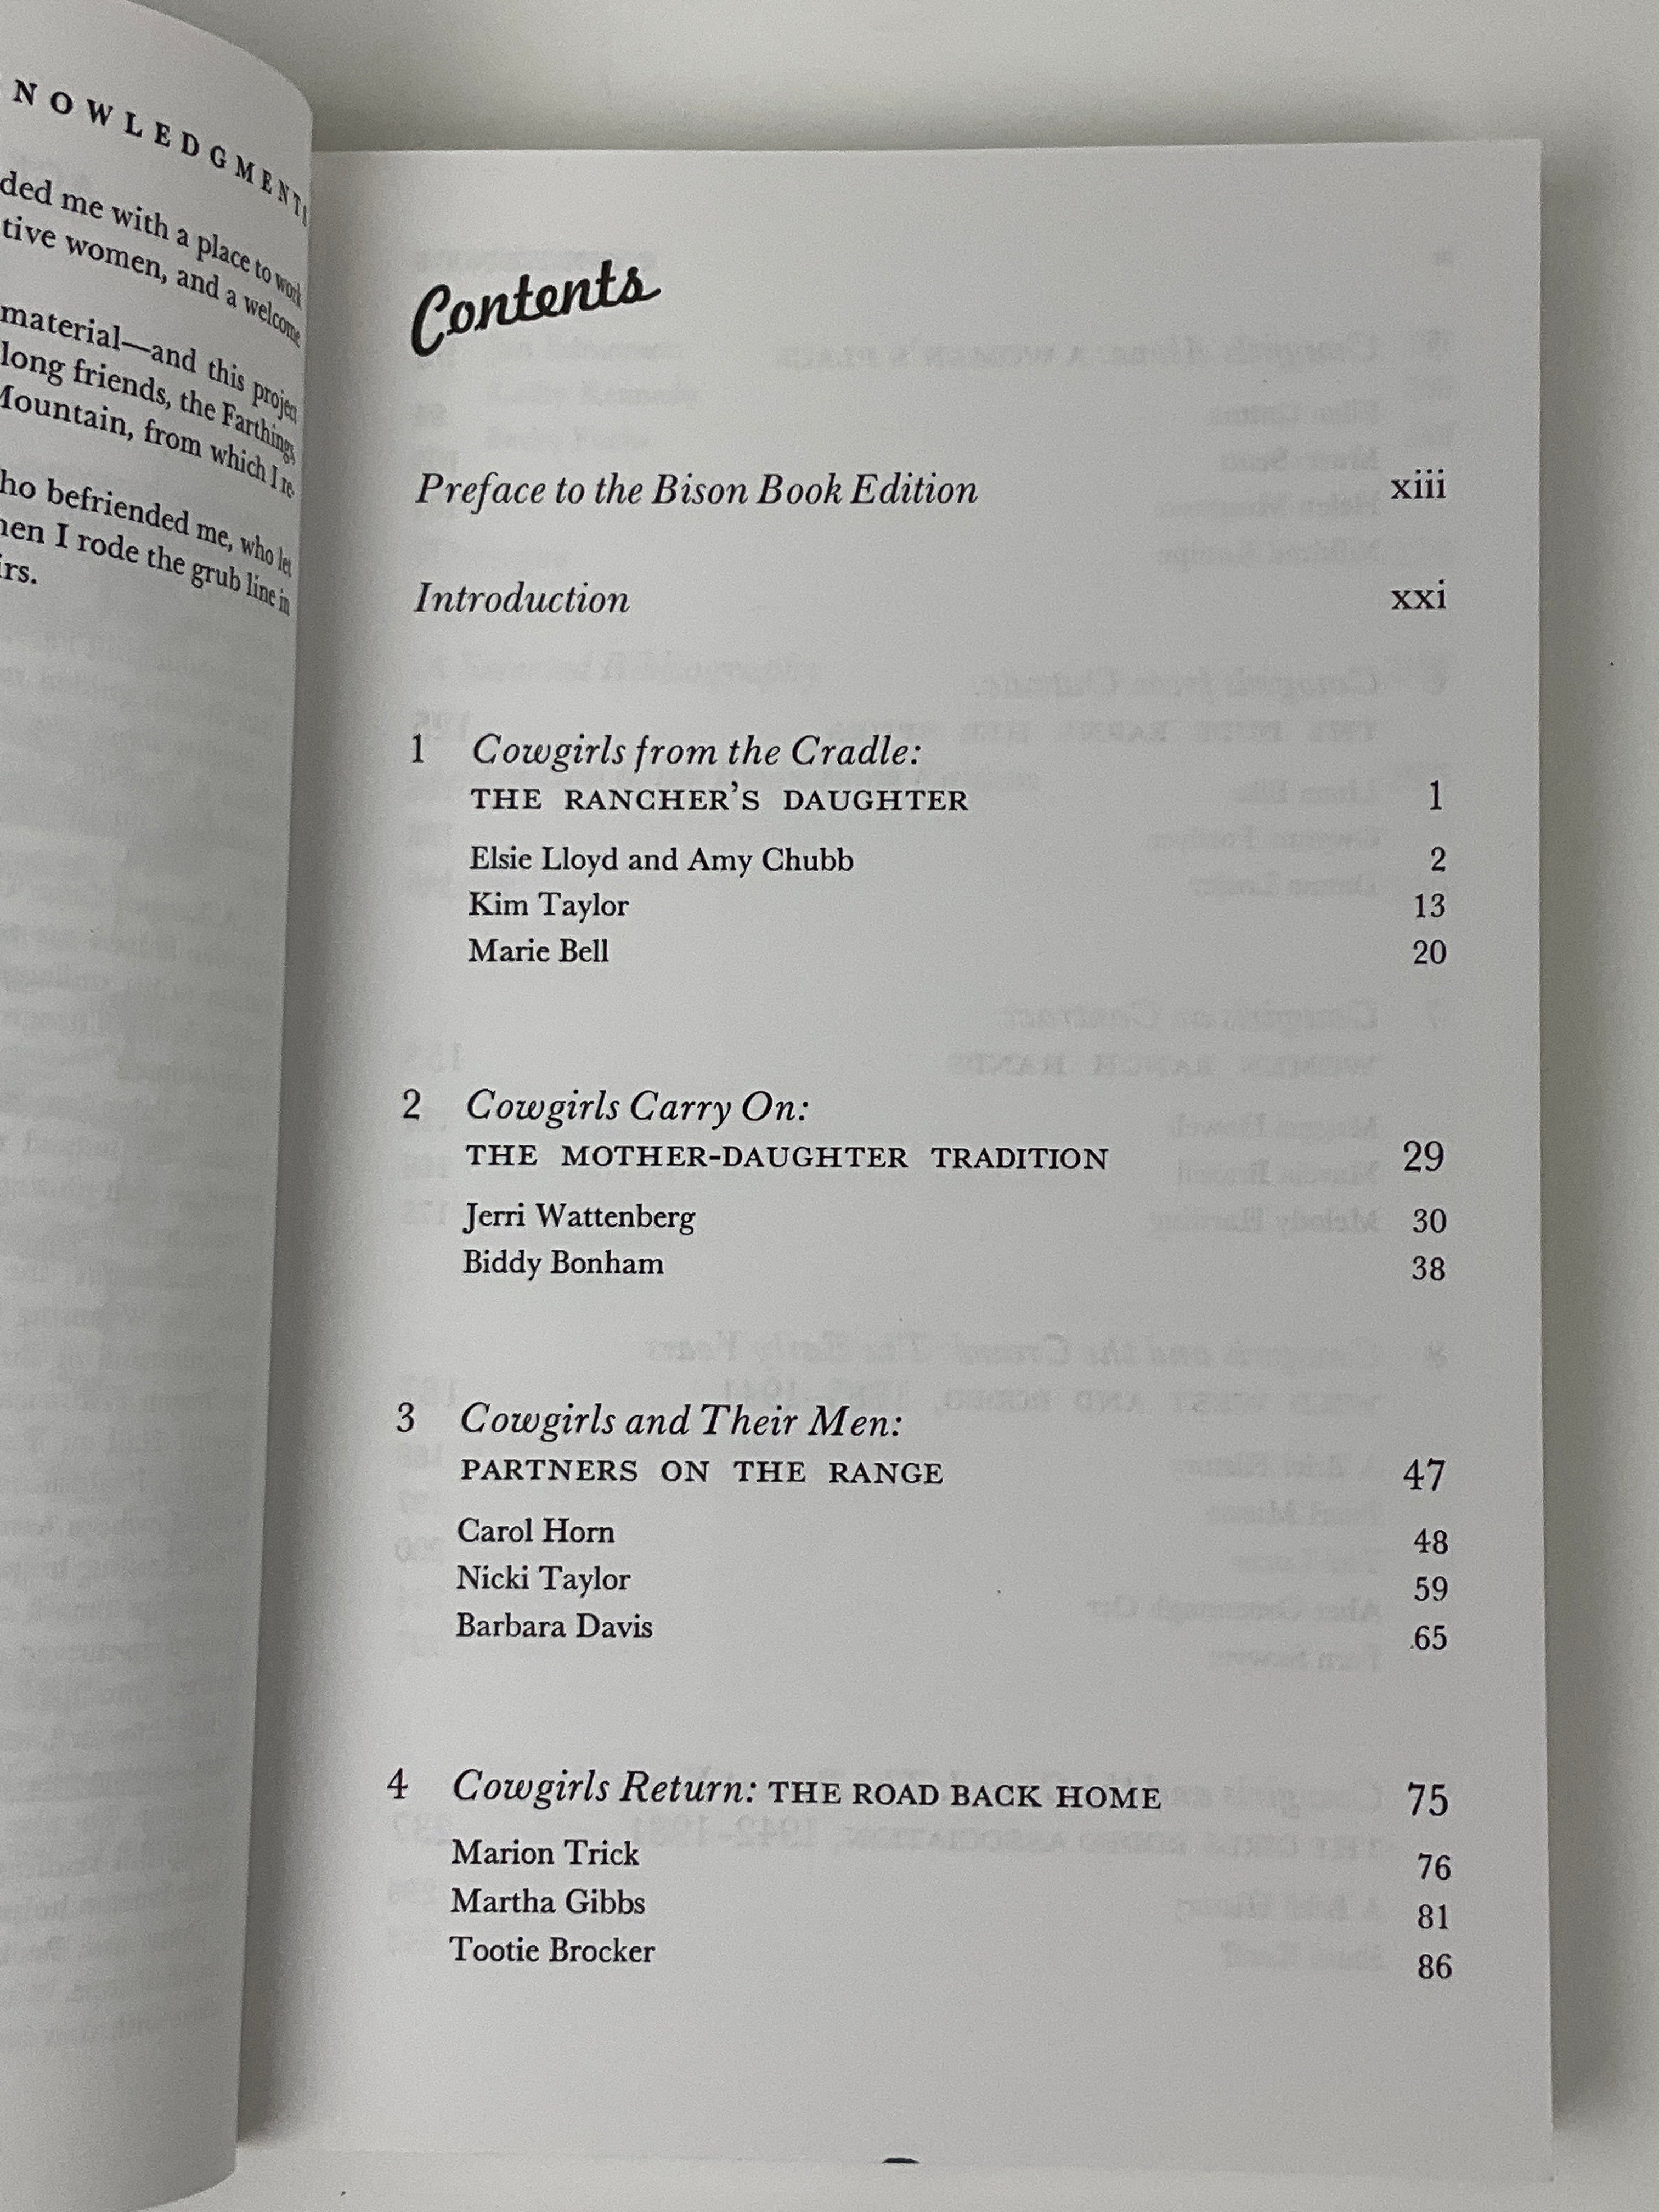 NOWLEDGMENTS
ded me with a place to work
tive women, and a welcome
material—and this project
long friends, the Farthings
Mountain, from which I re-
ho befriended me, who let
hen I rode the grub line in
irs.
Contents
Preface to the Bison Book Edition xiii
Introduction xxi
1 Cowgirls from the Cradle:
THE RANCHER'S DAUGHTER 1
Elsie Lloyd and Amy Chubb 2
Kim Taylor 13
Marie Bell 20
2 Cowgirls Carry On:
THE MOTHER-DAUGHTER TRADITION 29
Jerri Wattenberg 30
Biddy Bonham 38
3 Cowgirls and Their Men:
PARTNERS ON THE RANGE 47
Carol Horn 48
Nicki Taylor 59
Barbara Davis 65
4 Cowgirls Return: THE ROAD BACK HOME 75
Marion Trick 76
Martha Gibbs 81
Tootie Brocker 86